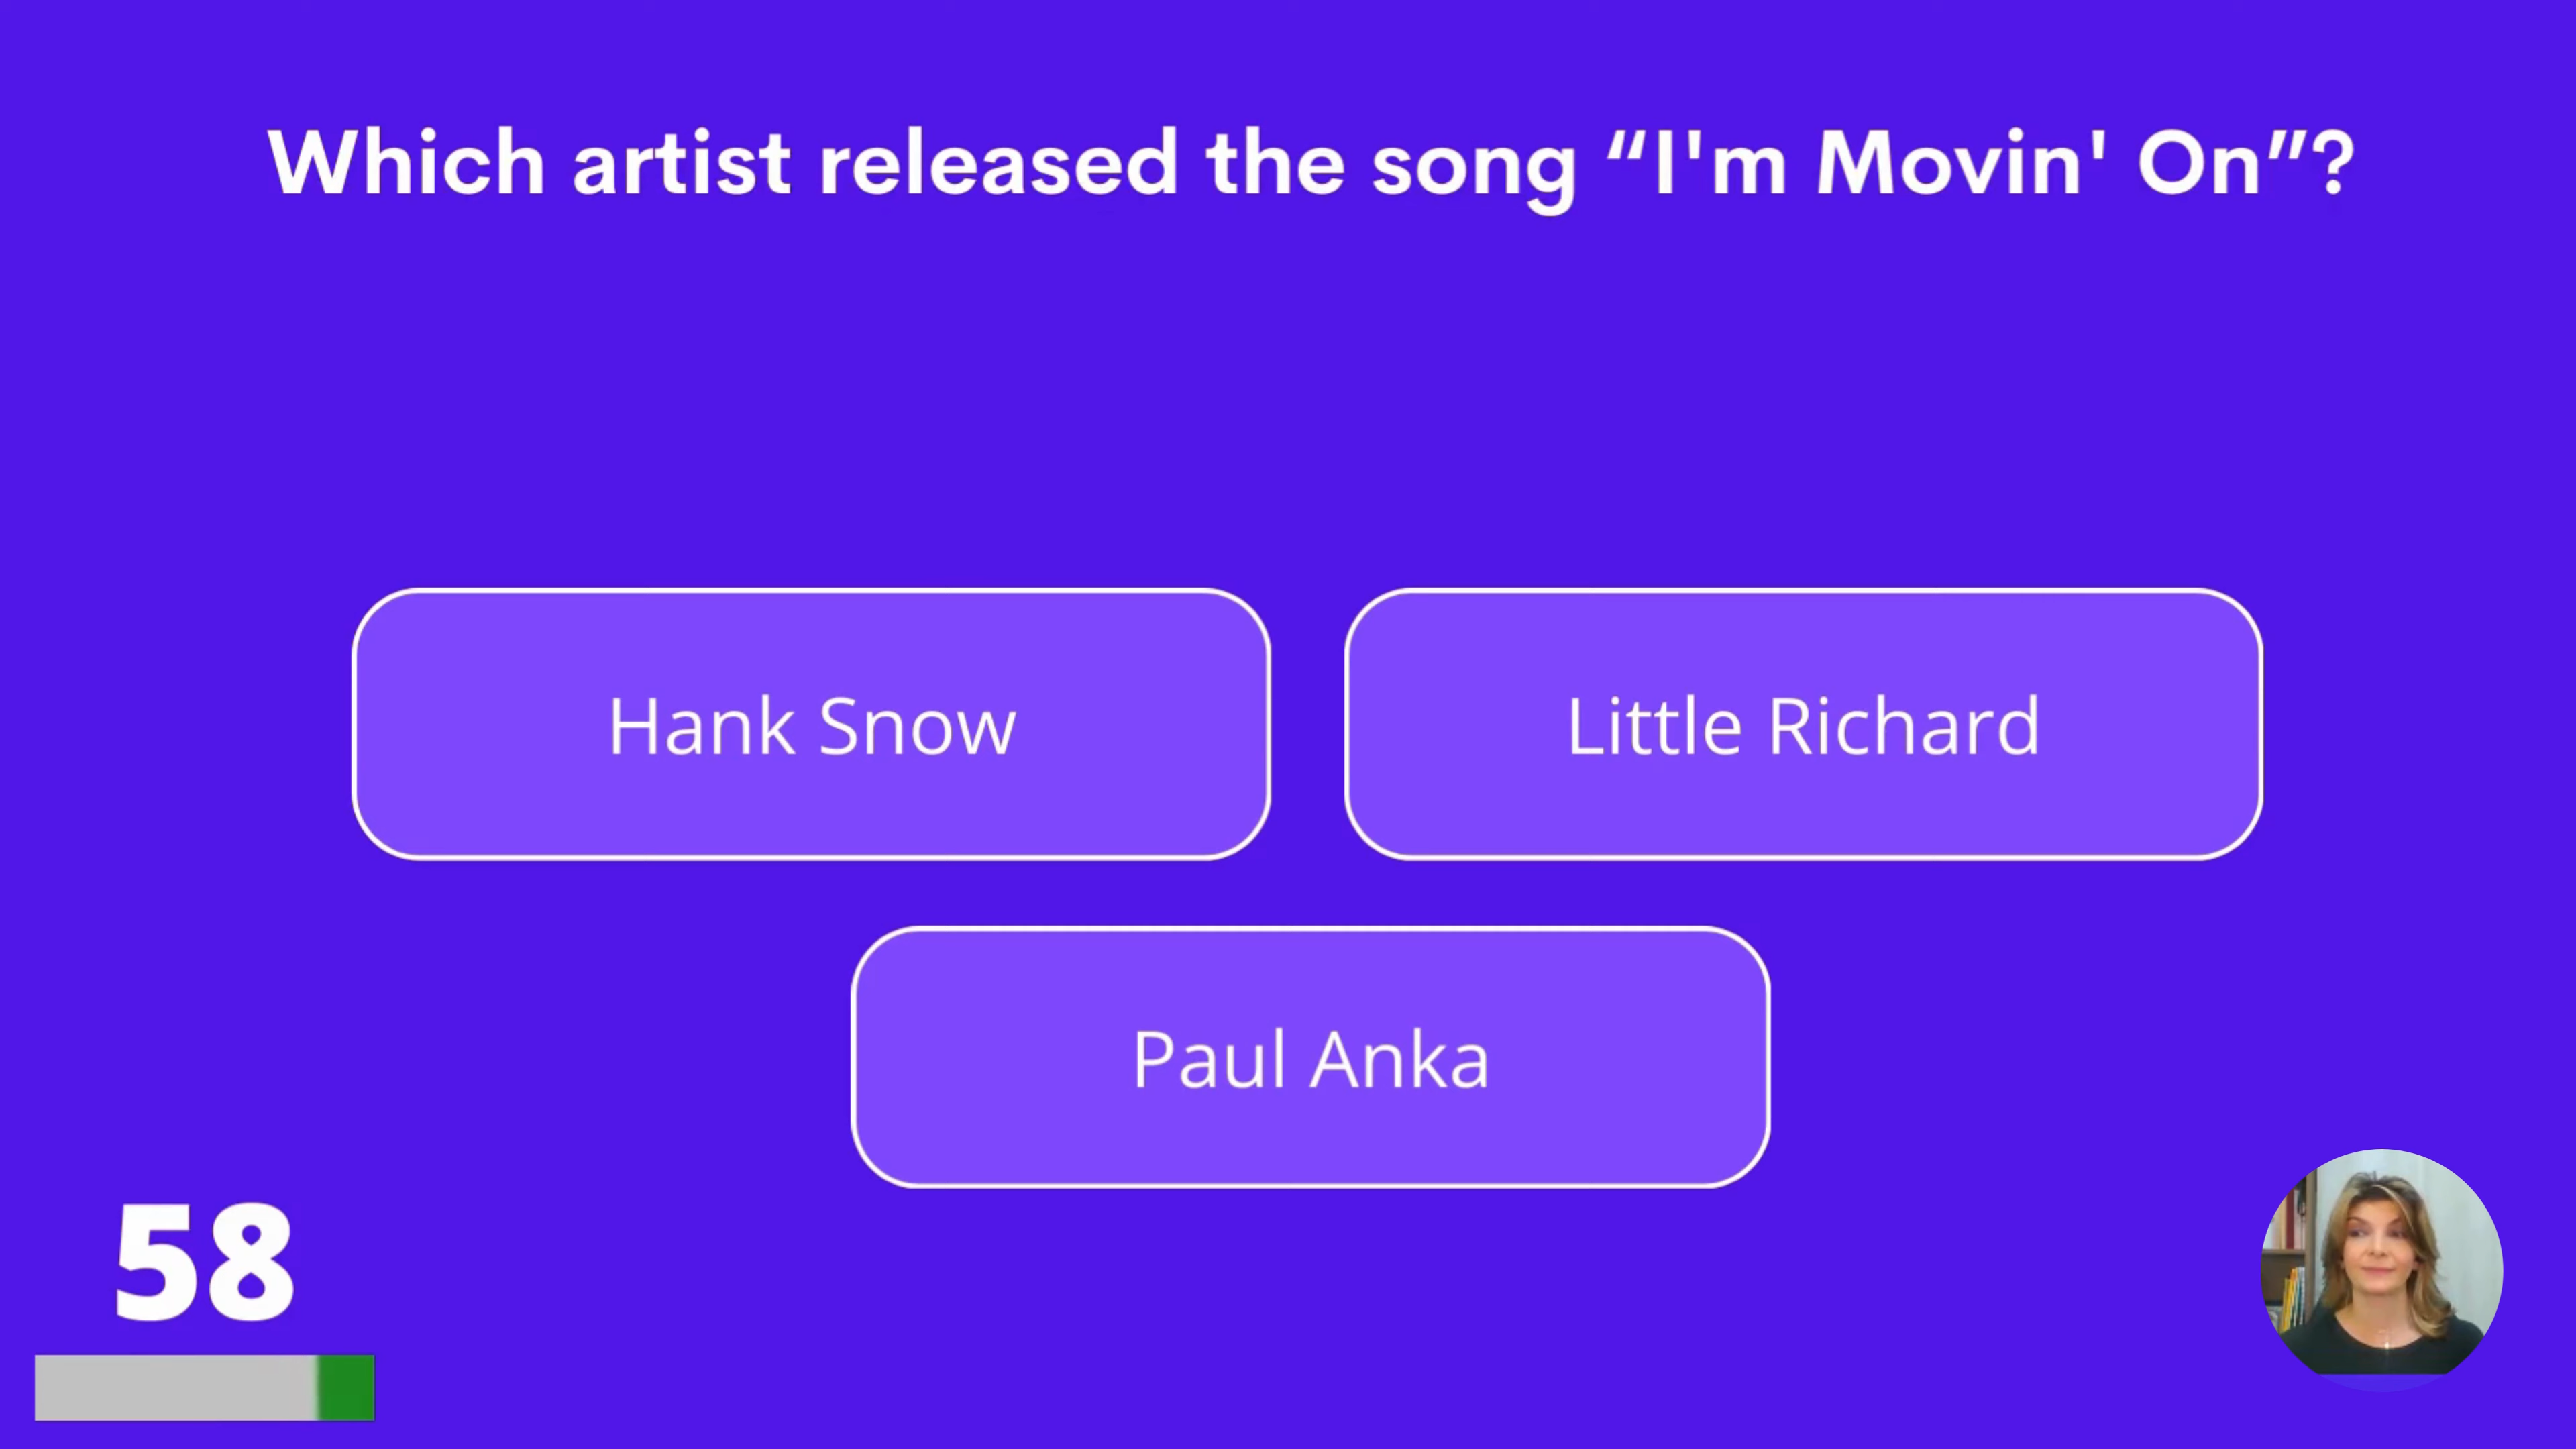 Which artist released the song “I'm Movin' On”?
Hank Snow
Little Richard
Paul Anka
58